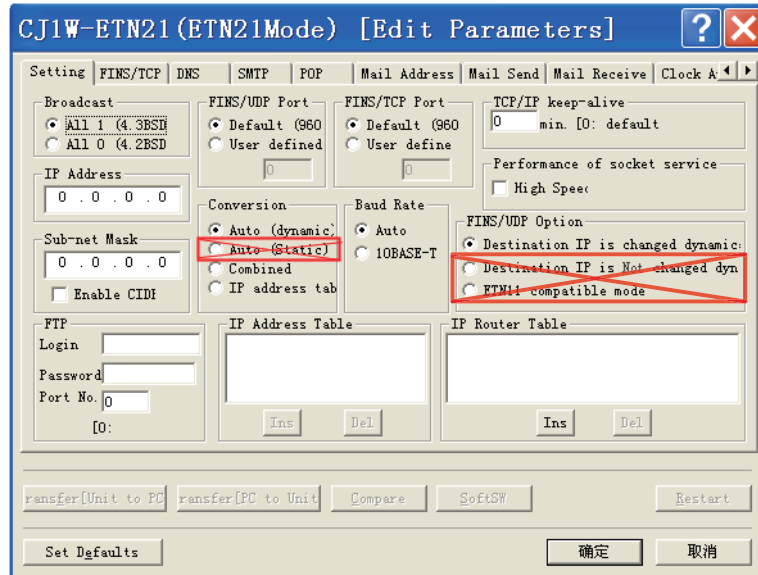 CJ1W-ETN21(ETN21Mode) [Edit Parameters]
Setting FINS/TCP DNS SMTP POP Mail Address Mail Send Mail Receive Clock A
Broadcast
All 1 (4.3BSD
All 0 (4.2BSD
FINS/UDP Port
Default (960
User defined
0
FINS/TCP Port
Default (960
User define
0
TCP/IP keep-alive
0 min. [0: default
IP Address
0 . 0 . 0 . 0
Performance of socket service
High Speed
Conversion
Auto (dynamic)
Auto (Static)
Combined
IP address tab
Baud Rate
Auto
10BASE-T
FINS/UDP Option
Destination IP is changed dynamic
Destination IP is Not changed dyn
ETN11 compatible mode
Sub-net Mask
0 . 0 . 0 . 0
Enable CIDR
FTP
Login
Password
Port No. 0
[0:
IP Address Table
Ins Del
IP Router Table
Ins Del
ransfer[Unit to PC ransfer[PC to Unit Compare SoftSW Restart
Set Defaults 确定 取消